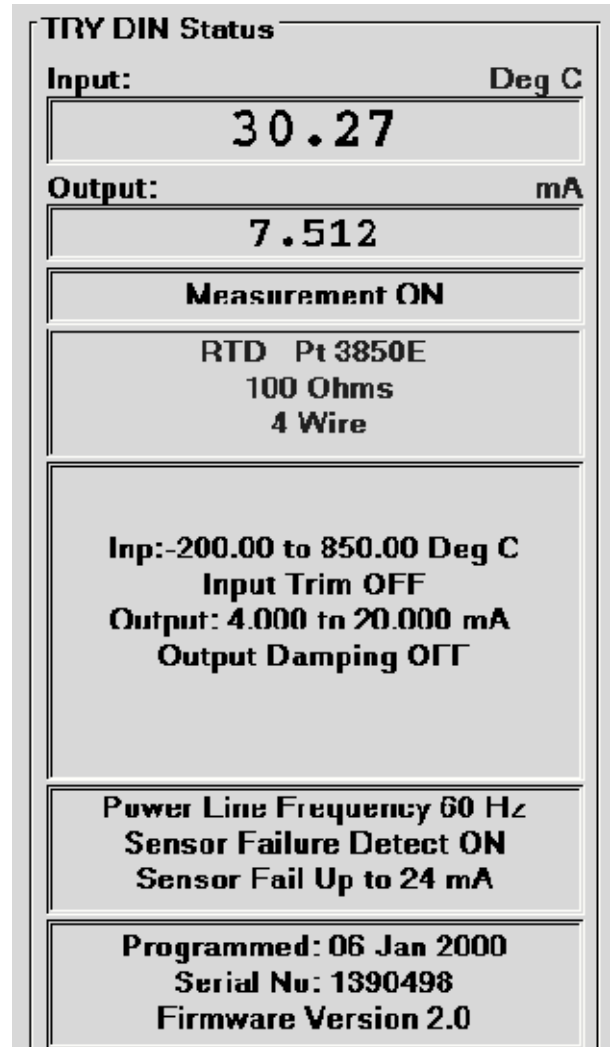 TRY DIN Status
Input: Deg C
30.27
Output: mA
7.512
Measurement ON
RTD Pt 3850E
100 Ohms
4 Wire
Inp:-200.00 to 850.00 Deg C
Input Trim OFF
Output: 4.000 to 20.000 mA
Output Damping OFF
Power Line Frequency 60 Hz
Sensor Failure Detect ON
Sensor Fail Up to 24 mA
Programmed: 06 Jan 2000
Serial No: 1390498
Firmware Version 2.0